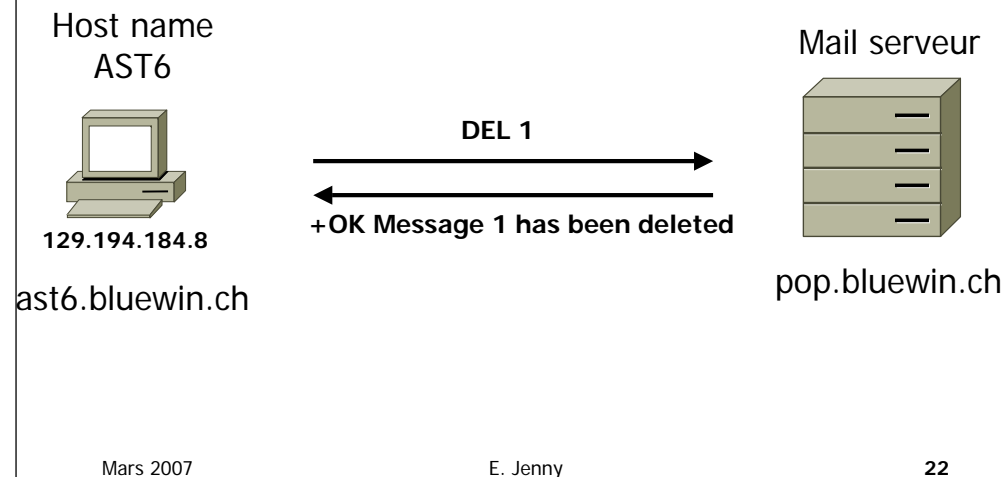 Host name
AST6
129.194.184.8
ast6.bluewin.ch
DEL 1
+OK Message 1 has been deleted
Mail serveur
pop.bluewin.ch
Mars 2007
E. Jenny
22